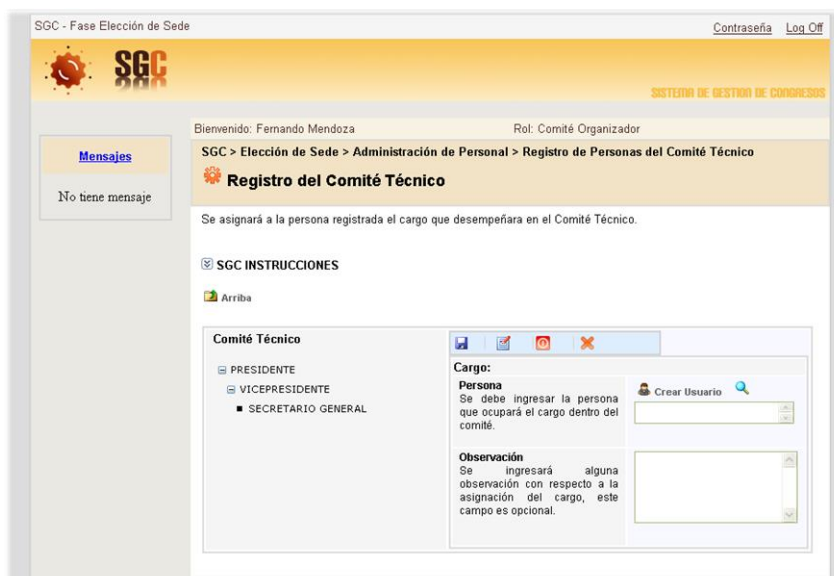 SGC - Fase Elección de Sede
Contraseña Log Off
SGC
SISTEMA DE GESTION DE CONGRESOS
Bienvenido: Fernando Mendoza Rol: Comité Organizador
Mensajes
No tiene mensaje
SGC > Elección de Sede > Administración de Personal > Registro de Personas del Comité Técnico
Registro del Comité Técnico
Se asignará a la persona registrada el cargo que desempeñara en el Comité Técnico.
SGC INSTRUCCIONES
Arriba
Comité Técnico
PRESIDENTE
VICEPRESIDENTE
SECRETARIO GENERAL
Cargo:
Persona
Se debe ingresar la persona
que ocupará el cargo dentro del
comité.
Crear Usuario
Observación
Se ingresará alguna
observación con respecto a la
asignación del cargo, este
campo es opcional.